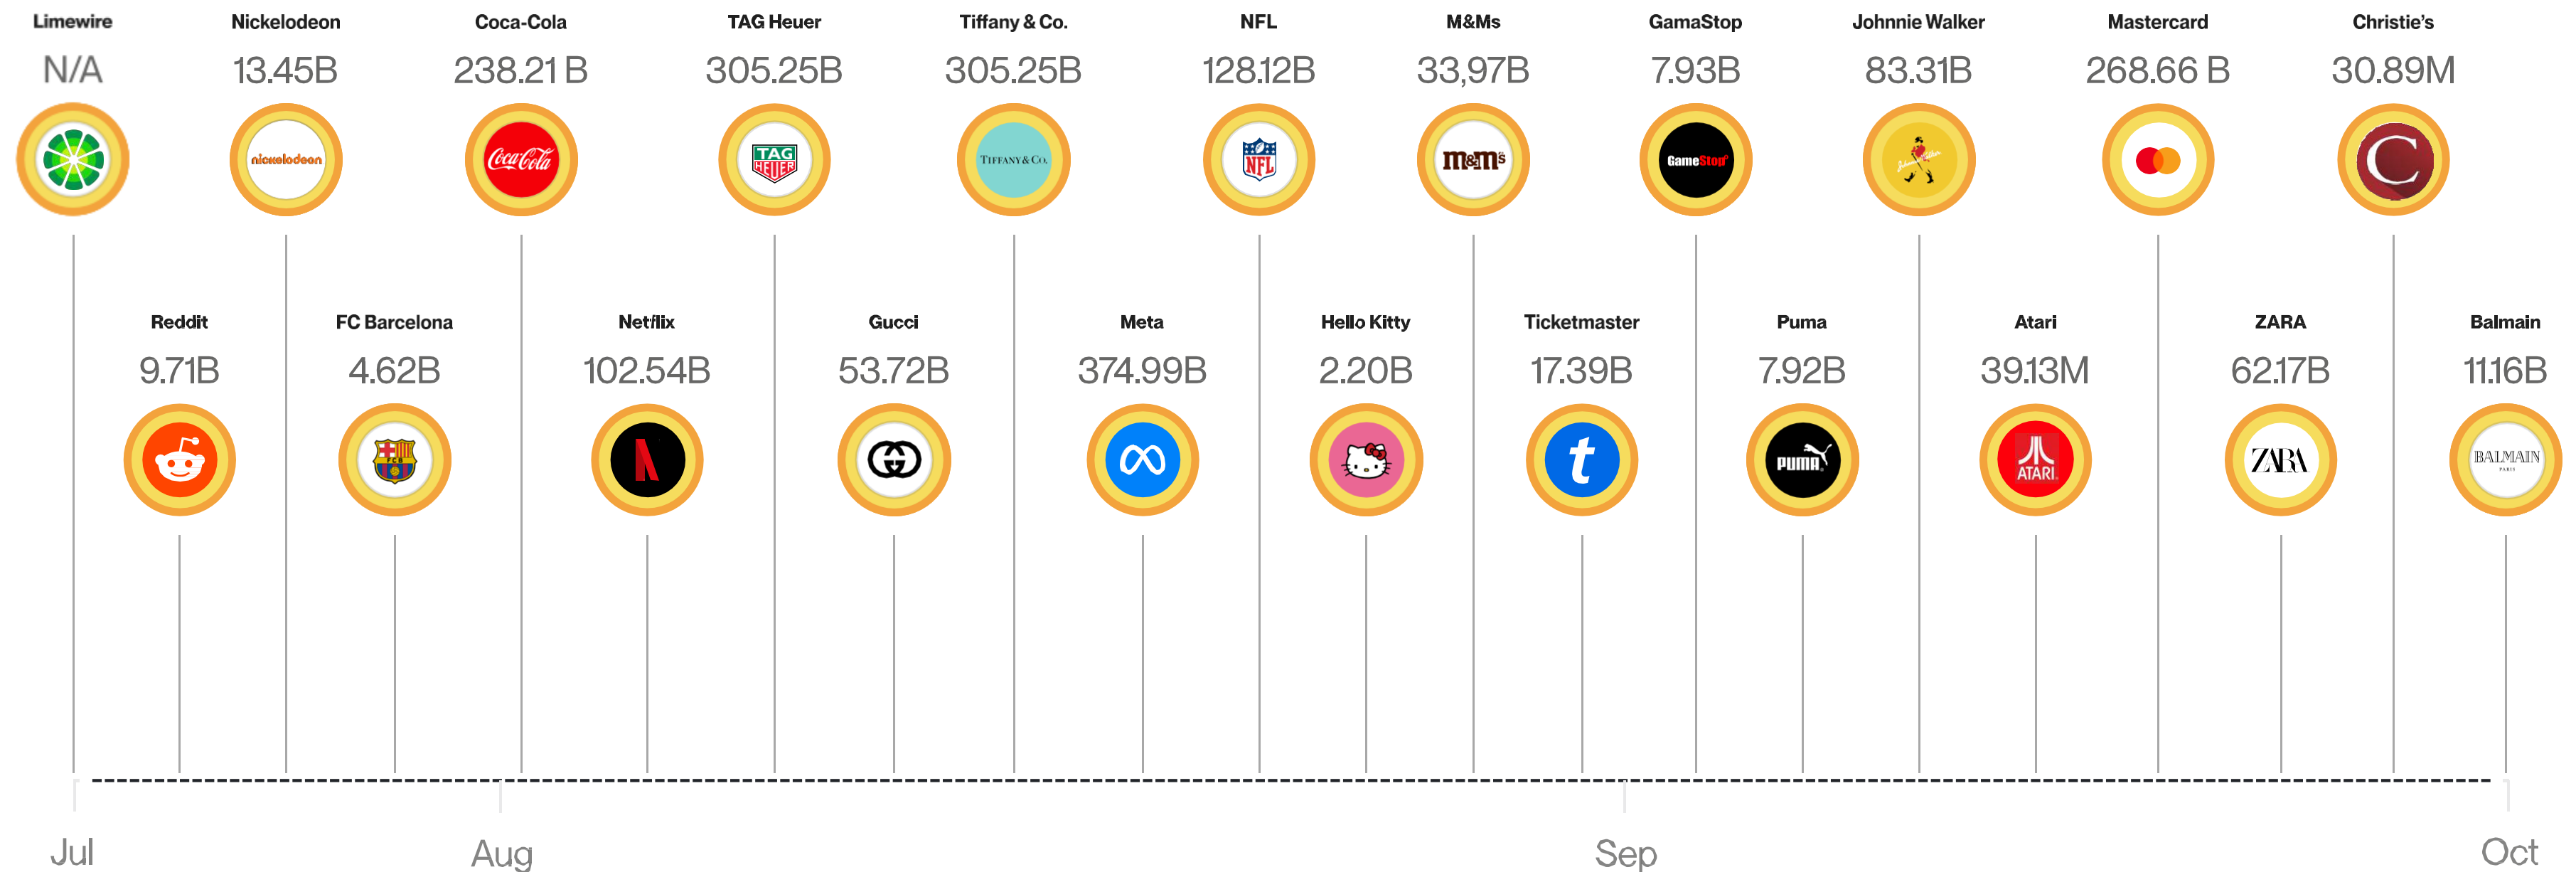 Limewire
N/A
Nickelodeon
13.45B
Coca-Cola
238.21 B
TAG Heuer
305.25B
Tiffany & Co.
305.25B
NFL
128.12B
M&Ms
33,97B
GamaStop
7.93B
Johnnie Walker
83.31B
Mastercard
268.66 B
Christie's
30.89M
nickelodeon
Coca-Cola
TAG
HEUER
TIFFANY & CO.
NFL
m&m's
GameStop
Johnnie Walker
C
Reddit
9.71B
FC Barcelona
4.62B
Netflix
102.54B
Gucci
53.72B
Meta
374.99B
Hello Kitty
2.20B
Ticketmaster
17.39B
Puma
7.92B
Atari
39.13M
ZARA
62.17B
Balmain
11.16B
FCB
N
t
PUMA
ATARI
ZARA
BALMAIN
PARIS
Jul
Aug
Sep
Oct